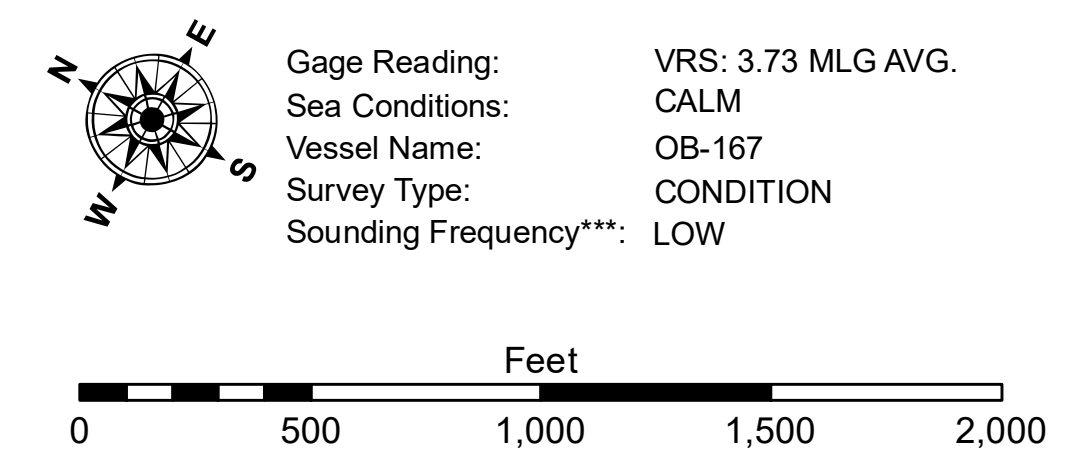 N
E
S
W
Gage Reading: VRS: 3.73 MLG AVG.
Sea Conditions: CALM
Vessel Name: OB-167
Survey Type: CONDITION
Sounding Frequency***: LOW
Feet
0 500 1,000 1,500 2,000